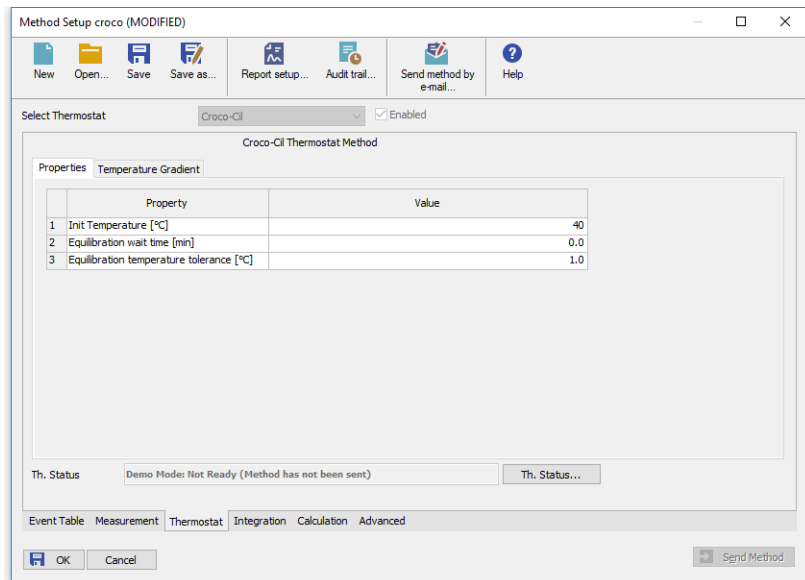 Method Setup croco (MODIFIED)
New Open... Save Save as... Report setup... Audit trail... Send method by e-mail... Help
Select Thermostat Croco-Cil Enabled
Croco-Cil Thermostat Method
Properties Temperature Gradient
Property Value
1 Init Temperature [°C] 40
2 Equilibration wait time [min] 0.0
3 Equilibration temperature tolerance [°C] 1.0
Th. Status Demo Mode: Not Ready (Method has not been sent) Th. Status...
Event Table Measurement Thermostat Integration Calculation Advanced
OK Cancel Send Method